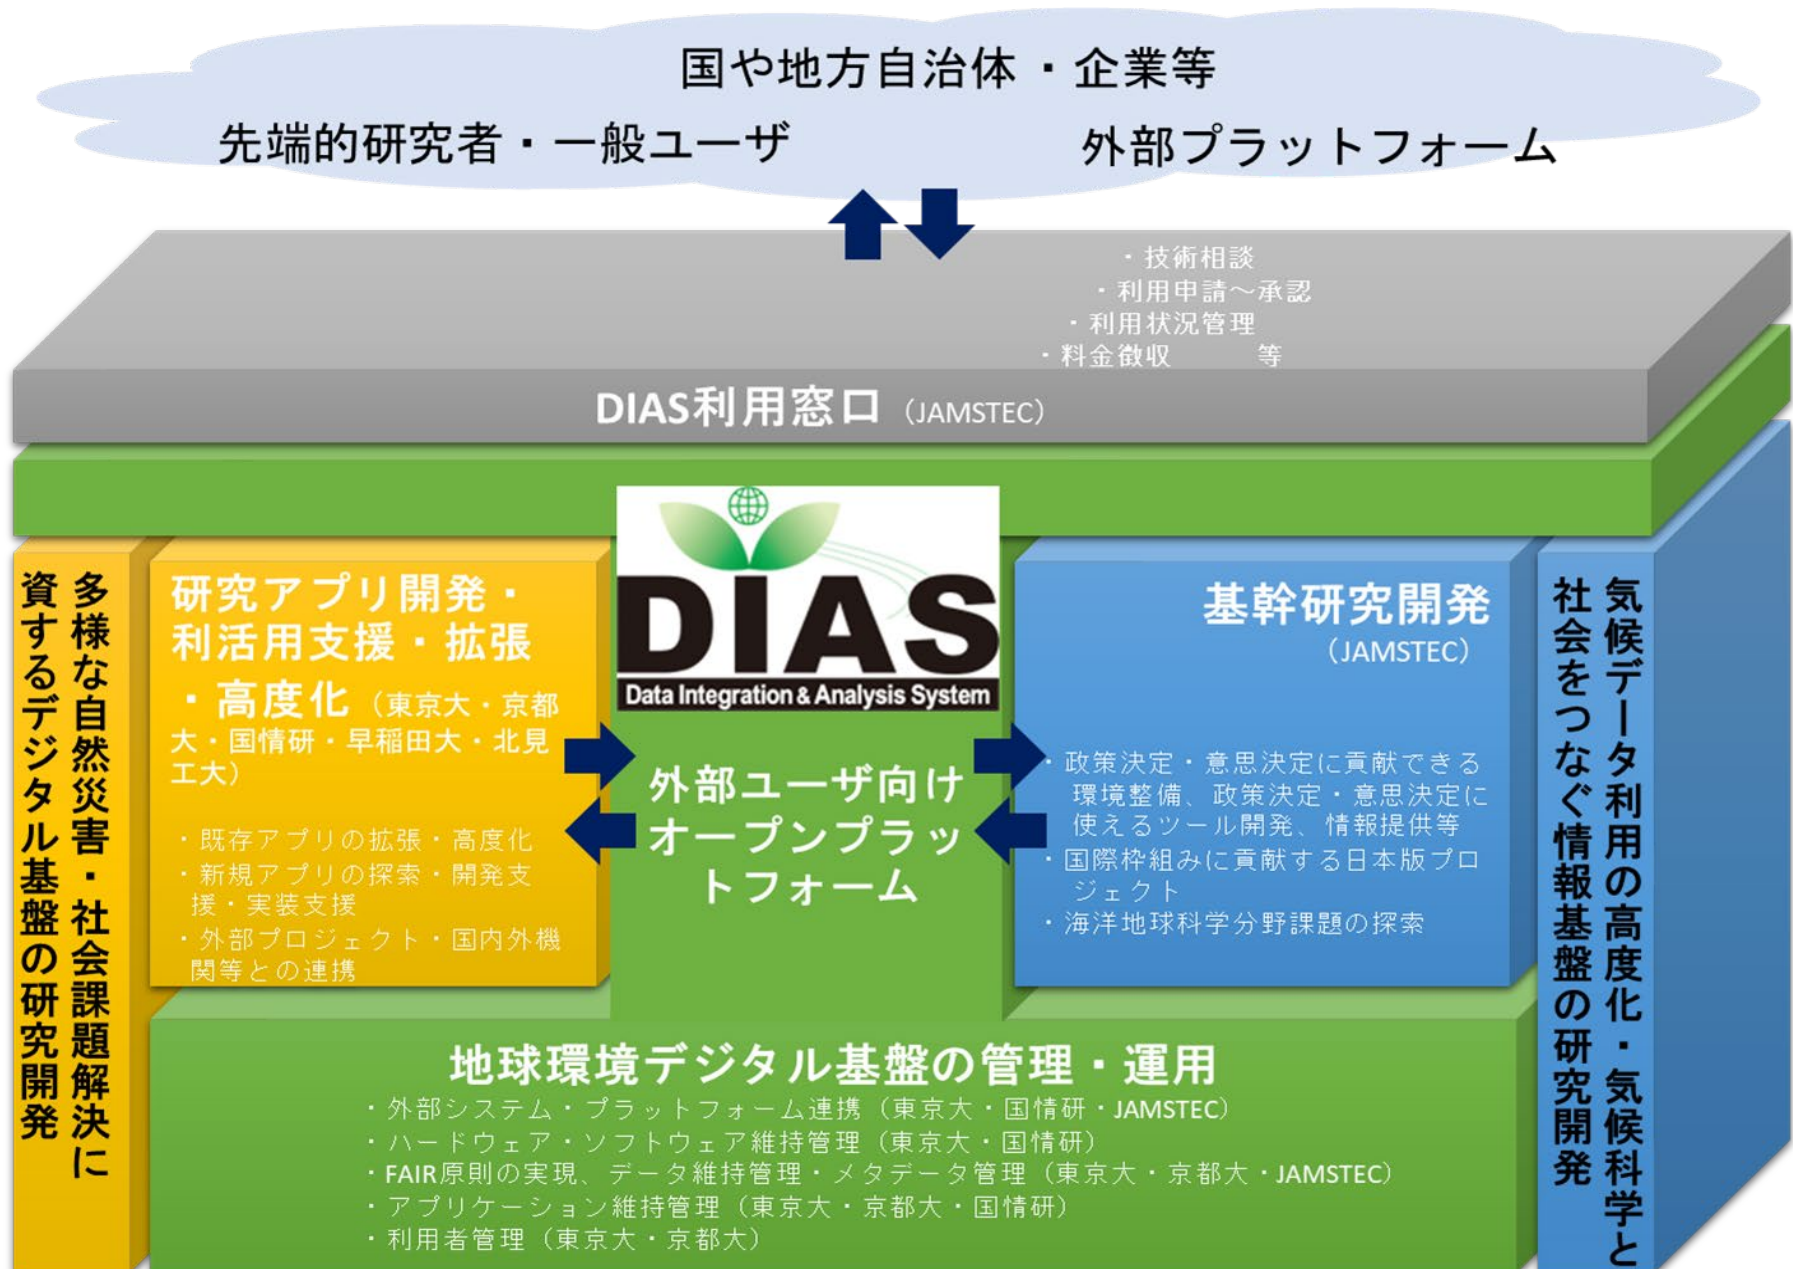 国や地方自治体・企業等
先端的研究者・一般ユーザ
外部プラットフォーム
・技術相談
・利用申請～承認
・利用状況管理
・料金徴収　　　等
DIAS利用窓口（JAMSTEC）
多様な自然災害・社会課題解決に
資するデジタル基盤の研究開発
研究アプリ開発・
利活用支援・拡張
・高度化（東京大・京都
大・国情研・早稲田大・北見
工大）
・既存アプリの拡張・高度化
・新規アプリの探索・開発支
援・実装支援
・外部プロジェクト・国内外機
関等との連携
DIAS
Data Integration & Analysis System
外部ユーザ向け
オープンプラッ
トフォーム
基幹研究開発
（JAMSTEC）
・政策決定・意思決定に貢献できる
環境整備、政策決定・意思決定に
使えるツール開発、情報提供等
・国際枠組みに貢献する日本版プロ
ジェクト
・海洋地球科学分野課題の探索
気候データ利用の高度化・気候科学と
社会をつなぐ情報基盤の研究開発
地球環境デジタル基盤の管理・運用
・外部システム・プラットフォーム連携（東京大・国情研・JAMSTEC）
・ハードウェア・ソフトウェア維持管理（東京大・国情研）
・FAIR原則の実現、データ維持管理・メタデータ管理（東京大・京都大・JAMSTEC）
・アプリケーション維持管理（東京大・京都大・国情研）
・利用者管理（東京大・京都大）